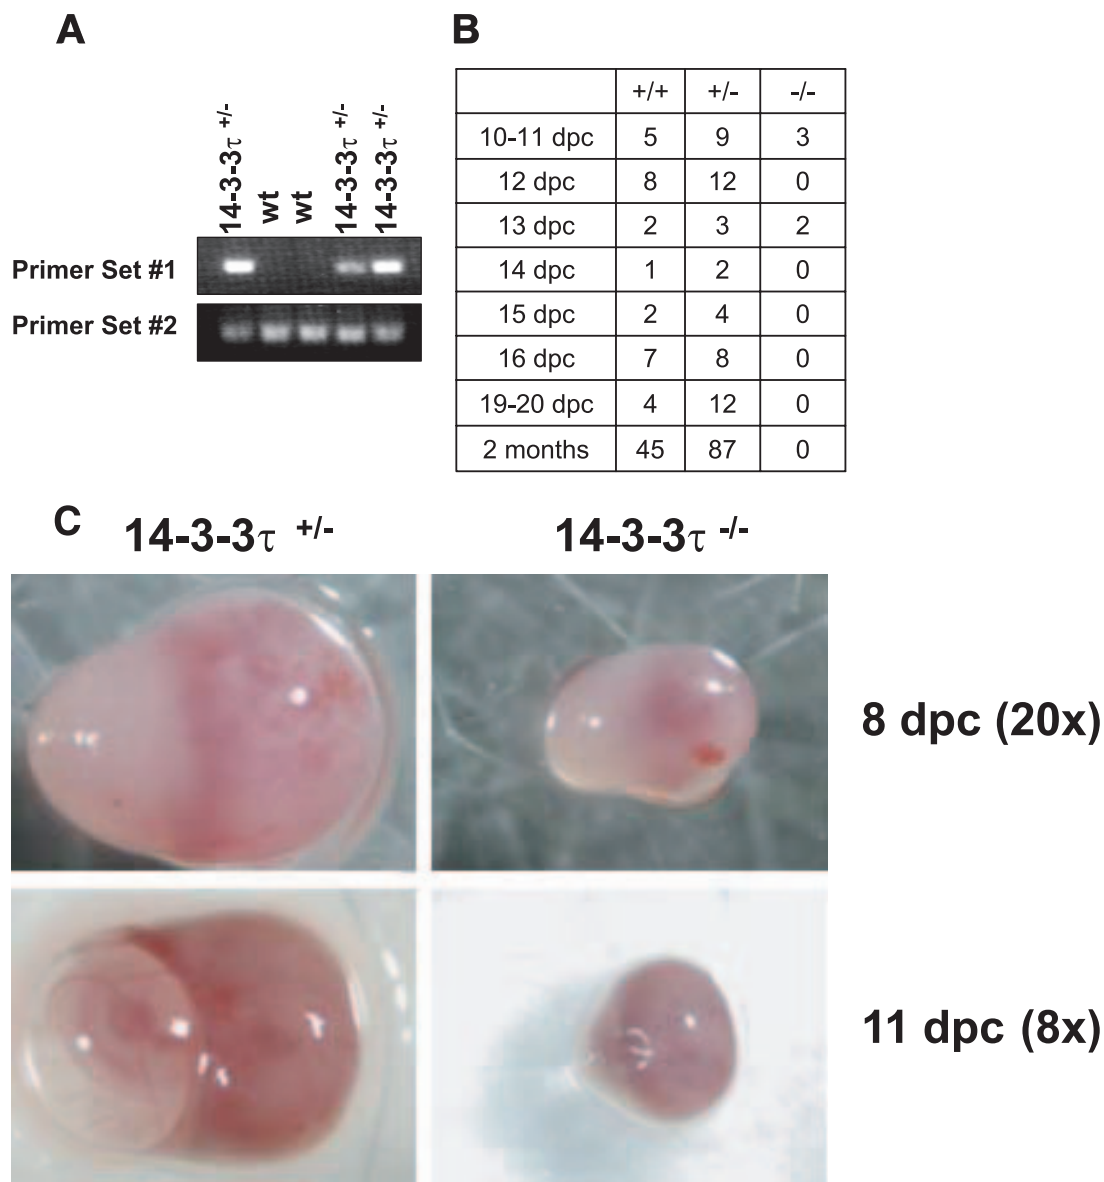 A
14-3-3τ +/-
wt
wt
14-3-3τ +/-
14-3-3τ +/-
Primer Set #1
Primer Set #2
B
+/+ +/- -/-
10-11 dpc 5 9 3
12 dpc 8 12 0
13 dpc 2 3 2
14 dpc 1 2 0
15 dpc 2 4 0
16 dpc 7 8 0
19-20 dpc 4 12 0
2 months 45 87 0
C
14-3-3τ +/- 14-3-3τ -/-
8 dpc (20x)
11 dpc (8x)